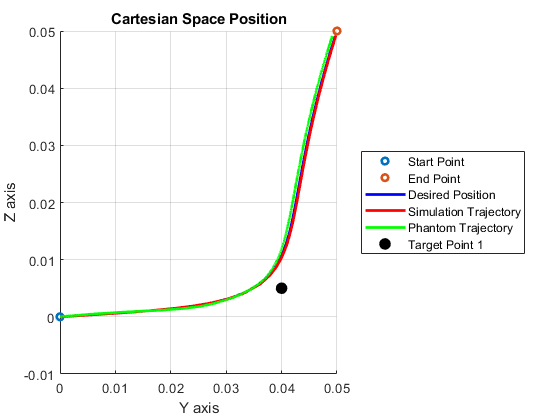 Cartesian Space Position
0.05
0.04
0.03
0.02
0.01
0
-0.01
Z axis
0
0.01
0.02
0.03
0.04
0.05
Y axis
Start Point
End Point
Desired Position
Simulation Trajectory
Phantom Trajectory
Target Point 1